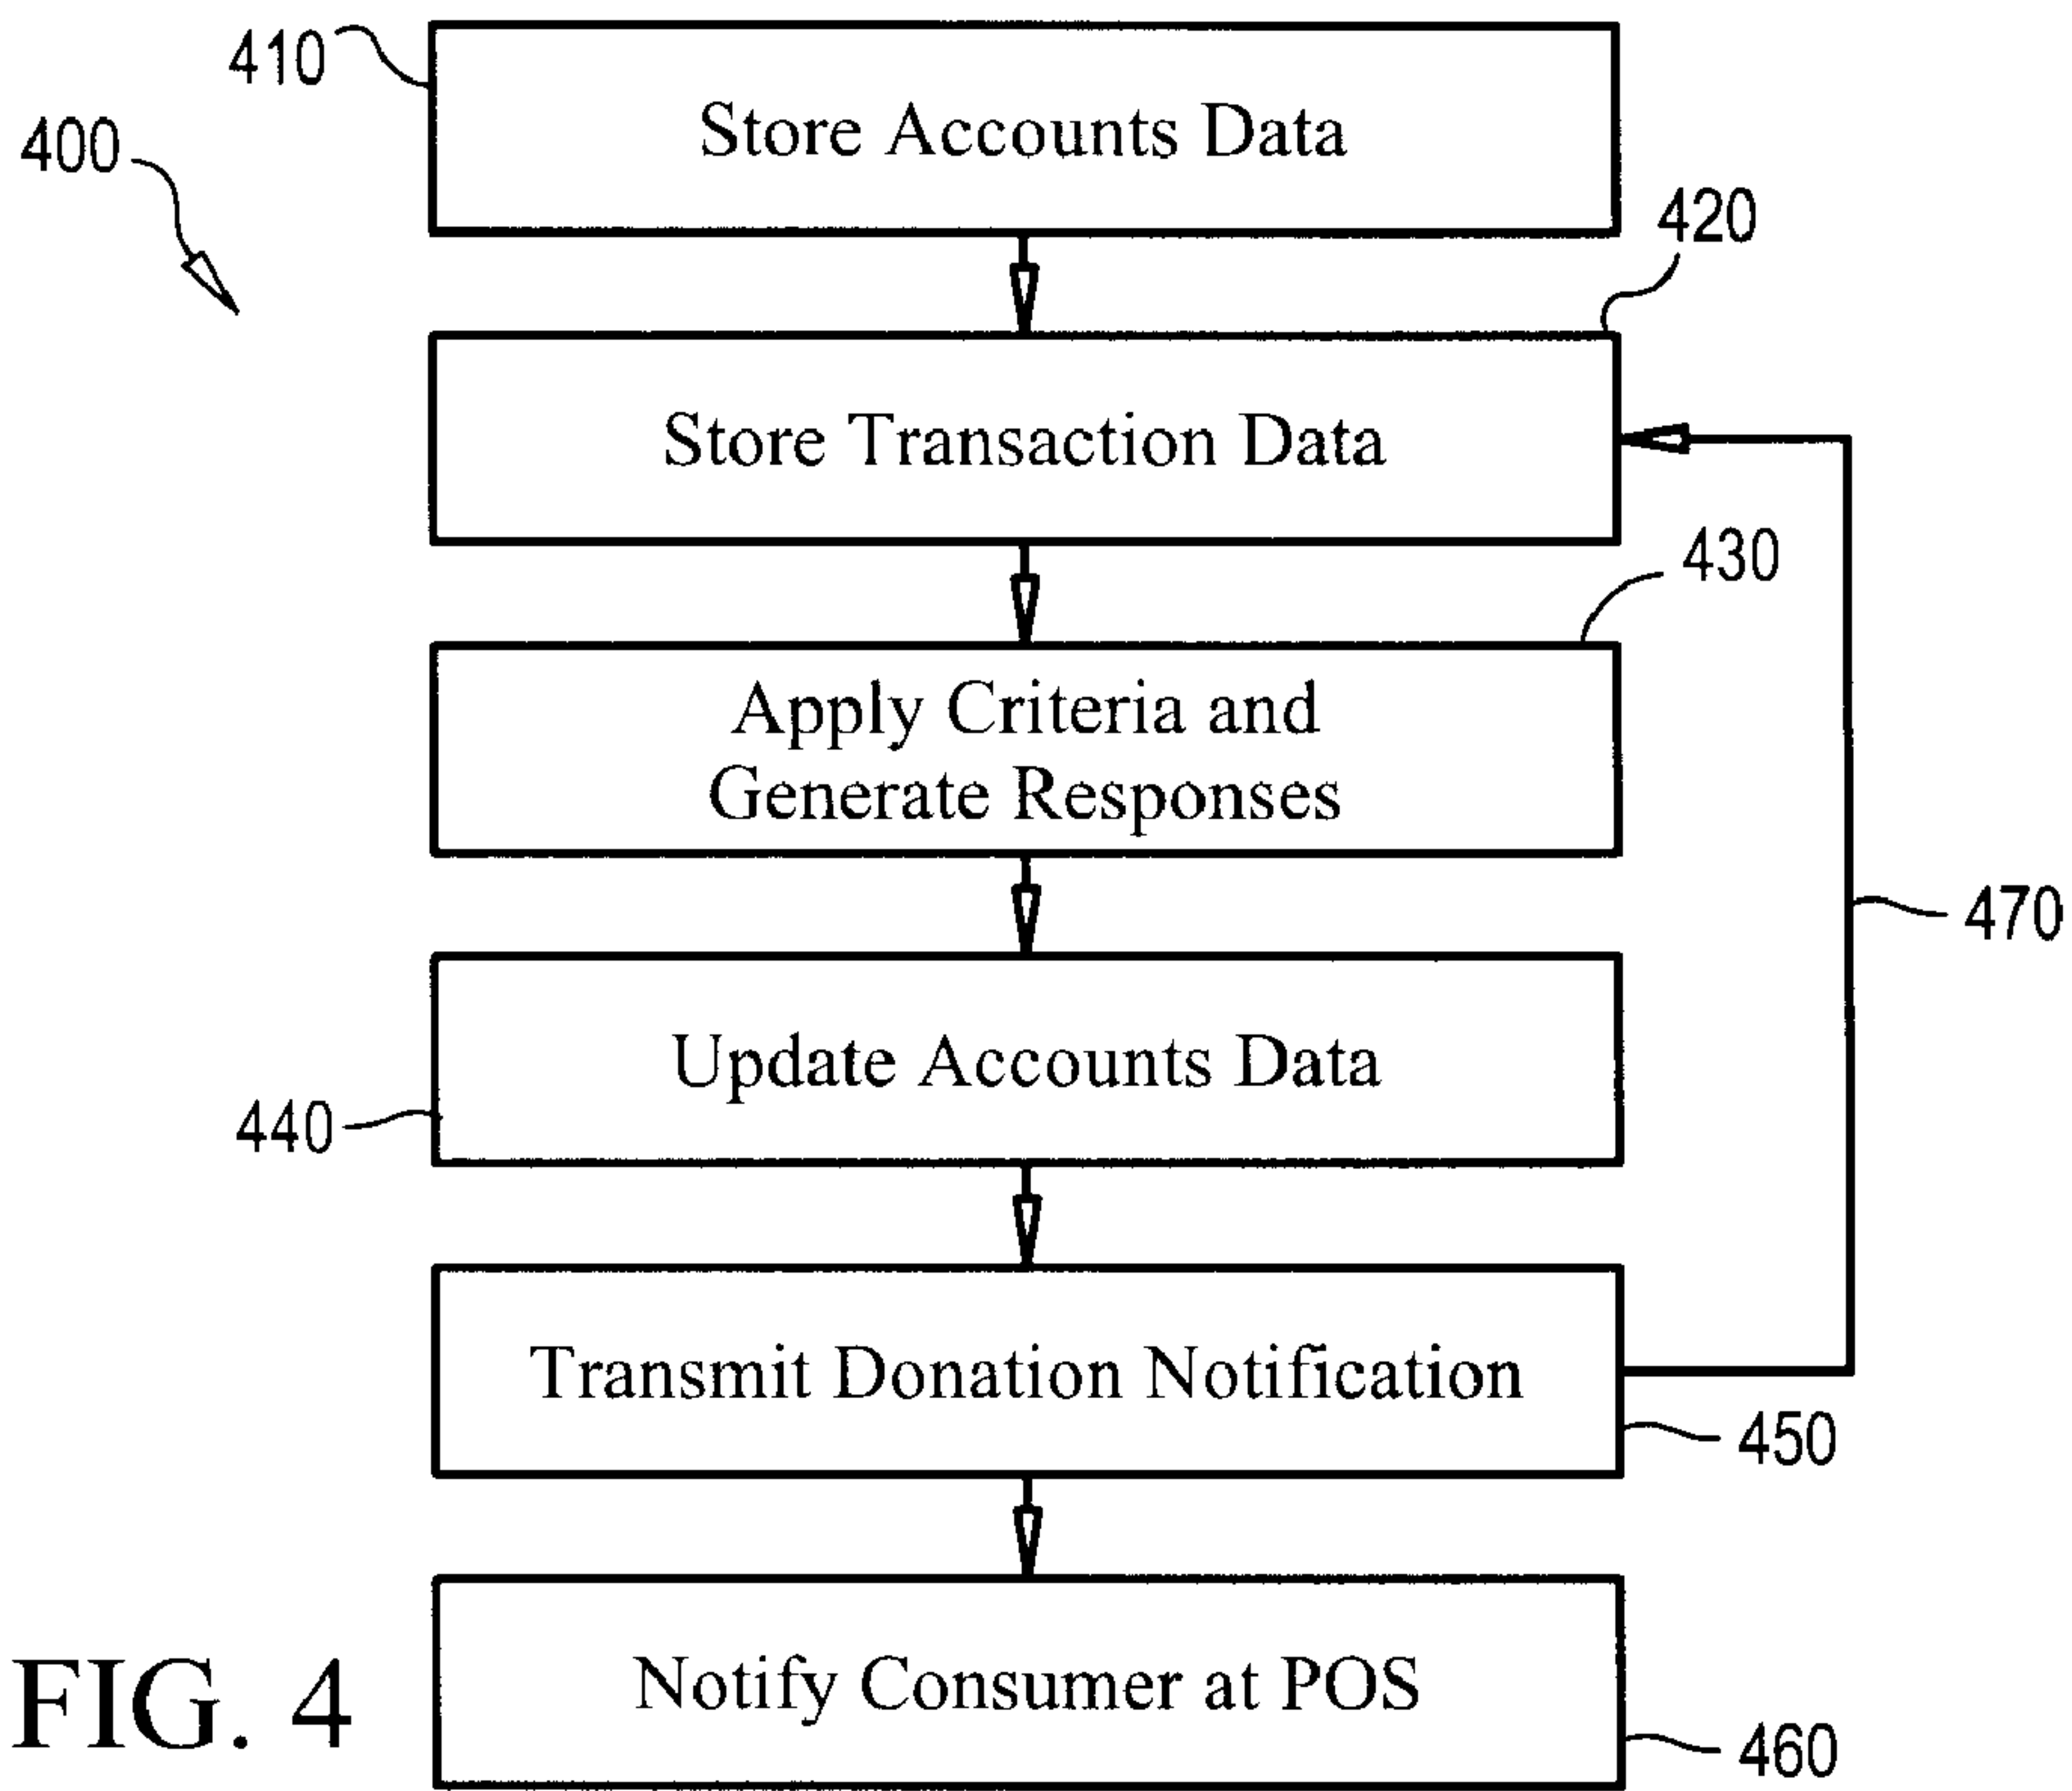 410
Store Accounts Data
400
420
Store Transaction Data
430
Apply Criteria and
Generate Responses
470
Update Accounts Data
440
Transmit Donation Notification
450
Notify Consumer at POS
460
FIG. 4